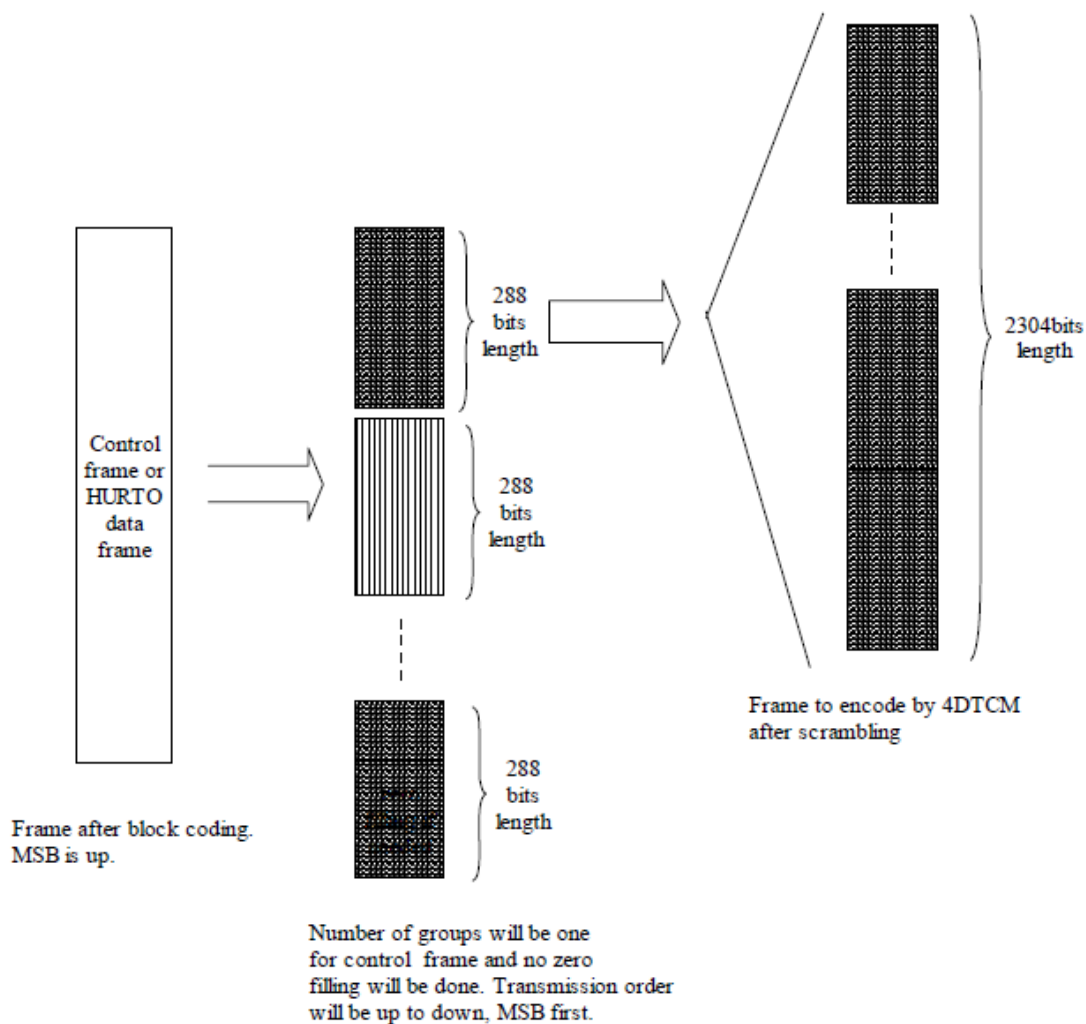 288
bits
length
2304bits
length
Control
frame or
HURTO
data
frame
288
bits
length
Frame to encode by 4DTCM
after scrambling
288
bits
length
Frame after block coding.
MSB is up.
Number of groups will be one
for control frame and no zero
filling will be done. Transmission order
will be up to down, MSB first.